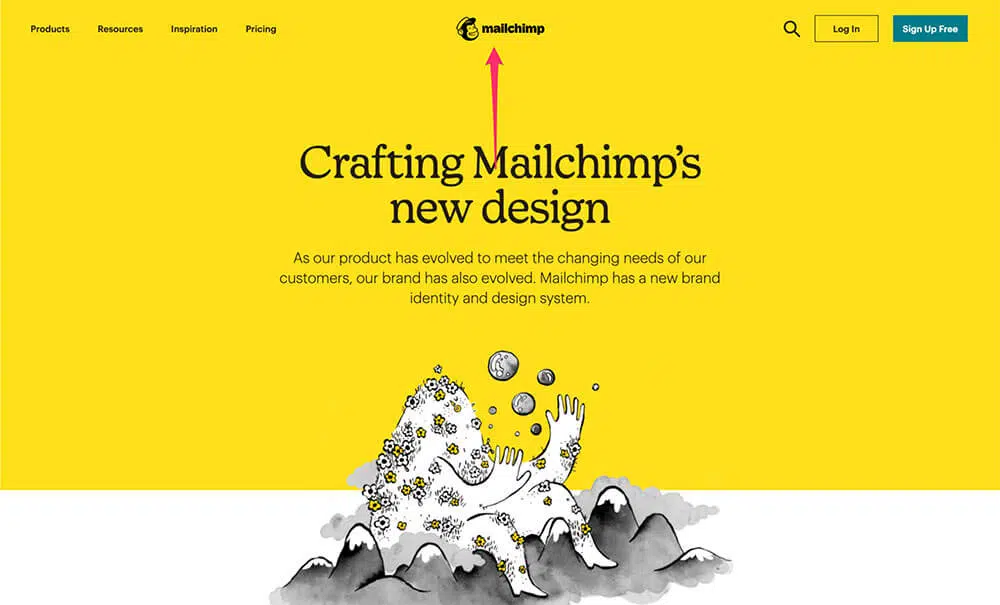 Products Resources Inspiration Pricing mailchimp Log In Sign Up Free
Crafting Mailchimp's
new design
As our product has evolved to meet the changing needs of our
customers, our brand has also evolved. Mailchimp has a new brand
identity and design system.